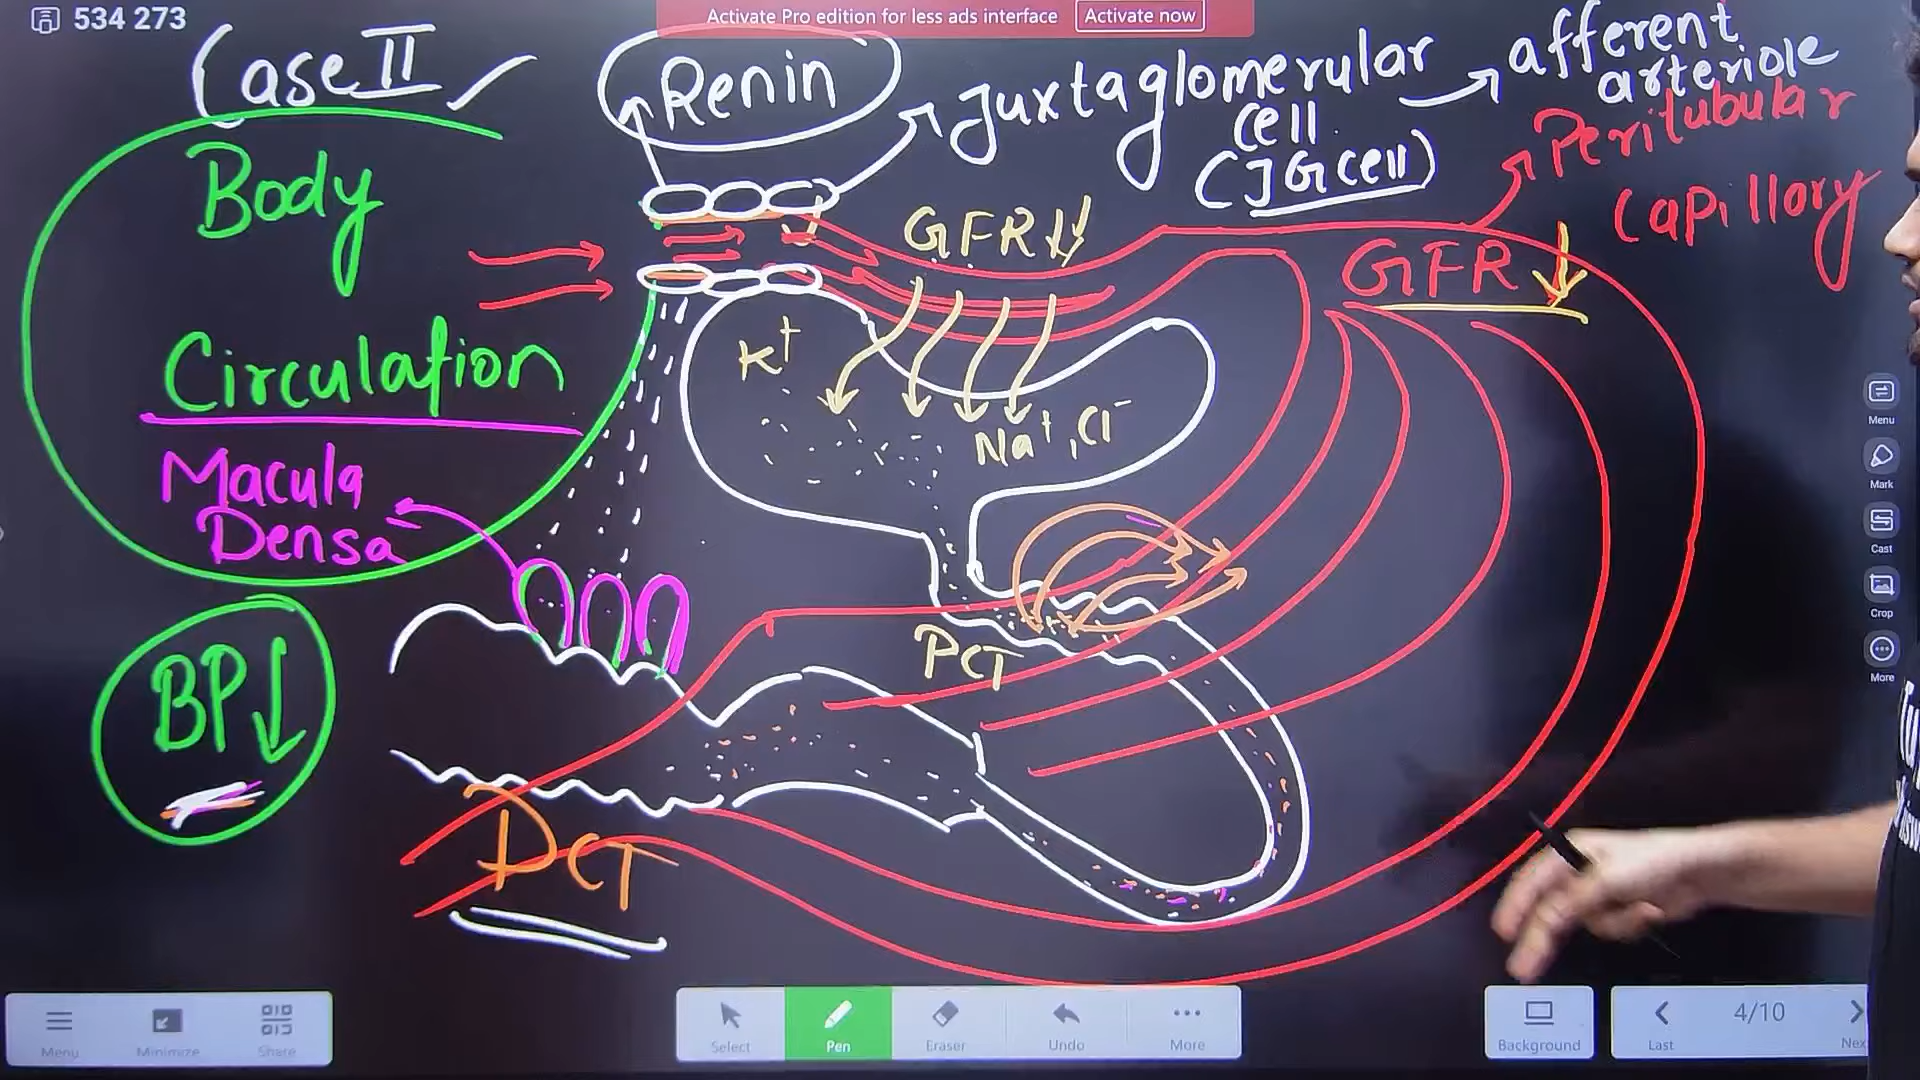 534 273
Activate Pro edition for less ads interface
Activate now
Case II
Renin
Juxtaglomerular
cell
(JG cell)
afferent
arteriole
Peritubular
Capillory
Body
Circulation
GFR↓↓
GFR↓
K+
Na+, Cl-
Macula
Densa
BP↓
PCT
DCT
Menu
Mark
Cast
Crop
More
Menu
Minimize
Share
Select
Pen
Eraser
Undo
More
Background
Last
4/10
Nex